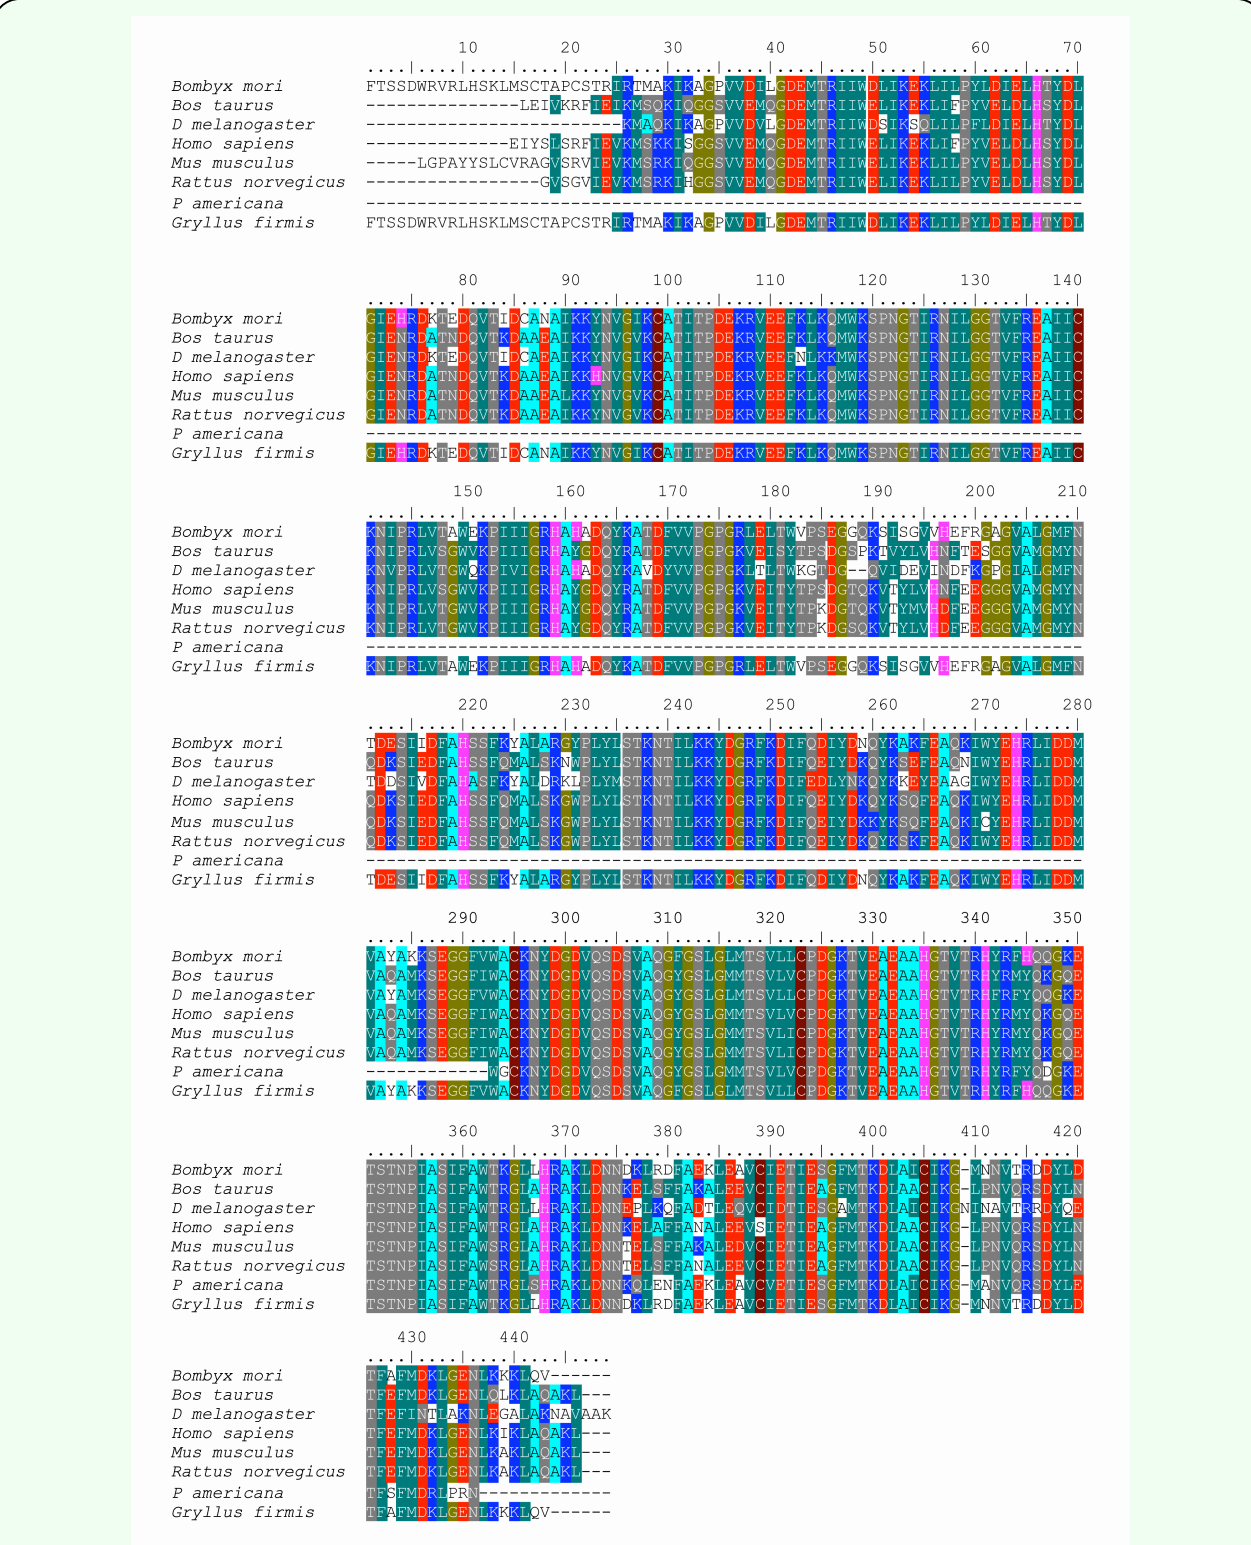 10 20 30 40 50 60 70
Bombyx mori FTSSDWRVRLHSKLMSCTAPCSTRIRTMAKIKAGPVVDILGDEMTRIIWDLIKEKLILPYLDIELHTYDL
Bos taurus ---------------LEIVKRFIEIKMSQKIQGGSVVEMQGDEMTRIIWELIKEKLIFPYVELDLHSYDL
D melanogaster -------------------------KMAQKIKAGPVVDVLGDEMTRIIWDSIKSQLILPFLDIELHTYDL
Homo sapiens --------------EIYSLSRFIEVKMSKKISGGSVVEMQGDEMTRIIWELIKEKLIFPYVELDLHSYDL
Mus musculus -----LGPAYYSLCVRAGVSRVIEVKMSRKIQGGSVVEMQGDEMTRIIWELIKEKLILPYVELDLHSYDL
Rattus norvegicus -----------------GVSGVIEVKMSRKIHGGSVVEMQGDEMTRIIWELIKEKLILPYVELDLHSYDL
P americana ----------------------------------------------------------------------
Gryllus firmis FTSSDWRVRLHSKLMSCTAPCSTRIRTMAKIKAGPVVDILGDEMTRIIWDLIKEKLILPYLDIELHTYDL
80 90 100 110 120 130 140
Bombyx mori GIEHRDKTEDQVTIDCANAIKKYNVGIKCATITPDEKRVEEFKLKQMWKSPNGTIRNILGGTVFREAIIC
Bos taurus GIENRDATNDQVTKDAAEAIKKYNVGVKCATITPDEKRVEEFKLKQMWKSPNGTIRNILGGTVFREAIIC
D melanogaster GIENRDKTEDQVTIDCAEAIKKYNVGIKCATITPDEKRVEEFNLKKMWKSPNGTIRNILGGTVFREAIIC
Homo sapiens GIENRDATNDQVTKDAAEAIKKHNVGVKCATITPDEKRVEEFKLKQMWKSPNGTIRNILGGTVFREAIIC
Mus musculus GIENRDATNDQVTKDAAEALKKYNVGVKCATITPDEKRVEEFKLKQMWKSPNGTIRNILGGTVFREAIIC
Rattus norvegicus GIENRDATNDQVTKDAAEAIKKYNVGVKCATITPDEKRVEEFKLKQMWKSPNGTIRNILGGTVFREAIIC
P americana ----------------------------------------------------------------------
Gryllus firmis GIEHRDKTEDQVTIDCANAIKKYNVGIKCATITPDEKRVEEFKLKQMWKSPNGTIRNILGGTVFREAIIC
150 160 170 180 190 200 210
Bombyx mori KNIPRLVTAWEKPIIIGRHAHADQYKATDFVVPGPGRLELTWVPSEGGQKSISGVVHEFRGAGVALGMFN
Bos taurus KNIPRLVSGWVKPIIIGRHAYGDQYRATDFVVPGPGKVEISYTPSDGSPKTVYLVHNFTESGGVAMGMYN
D melanogaster KNVPRLVTGWQKPIVIGRHAHADQYKAVDYVVPGPGKLTLTWKGTDG--QVIDEVINDFKGPGIALGMFN
Homo sapiens KNIPRLVSGWVKPIIIGRHAYGDQYRATDFVVPGPGKVEITYTPSDGTQKVTYLVHNFEEGGGVAMGMYN
Mus musculus KNIPRLVTGWVKPIIIGRHAYGDQYRATDFVVPGPGKVEITYTPKDGTQKVTYMVHDFEEGGGVAMGMYN
Rattus norvegicus KNIPRLVTGWVKPIIIGRHAYGDQYRATDFVVPGPGKVEITYTPKDGSQKVTYLVHDFEEGGGVAMGMYN
P americana ----------------------------------------------------------------------
Gryllus firmis KNIPRLVTAWEKPIIIGRHAHADQYKATDFVVPGPGRLELTWVPSEGGQKSISGVVHEFRGAGVALGMFN
220 230 240 250 260 270 280
Bombyx mori TDESIIDFAHSSFKYALARGYPLYLSTKNTILKKYDGRFKDIFQDIYDNQYKAKFEAQKIWYEHRLIDDM
Bos taurus QDKSIEDFAHSSFQMALSKNWPLYLSTKNTILKKYDGRFKDIFQEIYDKQYKSEFEAQNIWYEHRLIDDM
D melanogaster TDDSIVDFAHASFKYALDRKLPLYMSTKNTILKKYDGRFKDIFEDLYNKQYKKEYEAAGIWYEHRLIDDM
Homo sapiens QDKSIEDFAHSSFQMALSKGWPLYLSTKNTILKKYDGRFKDIFQEIYDKQYKSQFEAQKIWYEHRLIDDM
Mus musculus QDKSIEDFAHSSFQMALSKGWPLYLSTKNTILKKYDGRFKDIFQEIYDKKYKSQFEAQKICYEHRLIDDM
Rattus norvegicus QDKSIEDFAHSSFQMALSKGWPLYLSTKNTILKKYDGRFKDIFQEIYDKQYKSKFEAQKIWYEHRLIDDM
P americana ----------------------------------------------------------------------
Gryllus firmis TDESIIDFAHSSFKYALARGYPLYLSTKNTILKKYDGRFKDIFQDIYDNQYKAKFEAQKIWYEHRLIDDM
290 300 310 320 330 340 350
Bombyx mori VAYAKKSEGGFVWACKNYDGDVQSDSVAQGFGSLGLMTSVLLCPDGKTVEAEAAHGTVTRHYRFHQQGKE
Bos taurus VAQAMKSEGGFIWACKNYDGDVQSDSVAQGYGSLGMMTSVLVCPDGKTVEAEAAHGTVTRHYRMYQKGQE
D melanogaster VAYAMKSEGGFVWACKNYDGDVQSDSVAQGYGSLGLMTSVLLCPDGKTVEAEAAHGTVTRHFRFYQQGKE
Homo sapiens VAQAMKSEGGFIWACKNYDGDVQSDSVAQGYGSLGMMTSVLVCPDGKTVEAEAAHGTVTRHYRMYQKGQE
Mus musculus VAQAMKSEGGFIWACKNYDGDVQSDSVAQGYGSLGMMTSVLICPDGKTVEAEAAHGTVTRHYRMYQKGQE
Rattus norvegicus VAQAMKSEGGFIWACKNYDGDVQSDSVAQGYGSLGMMTSVLICPDGKTVEAEAAHGTVTRHYRMYQKGQE
P americana ------------WGCKNYDGDVQSDSVAQGYGSLGMMTSVLVCPDGKTVEAEAAHGTVTRHYRFYQDGKE
Gryllus firmis VAYAKKSEGGFVWACKNYDGDVQSDSVAQGFGSLGLMTSVLLCPDGKTVEAEAAHGTVTRHYRFHQQGKE
360 370 380 390 400 410 420
Bombyx mori TSTNPIASIFAWTKGLLHRAKLDNNDKLRDFAEKLEAVCIETIESGFMTKDLAICIKG-MNNVTRDDYLD
Bos taurus TSTNPIASIFAWTRGLAHRAKLDNNKELSFFAKALEEVCIETIEAGFMTKDLAACIKG-LPNVQRSDYLN
D melanogaster TSTNPIASIFAWTRGLLHRAKLDNNEPLKQFADTLEQVCIDTIESGAMTKDLAICIKGNINAVTRRDYQE
Homo sapiens TSTNPIASIFAWTRGLAHRAKLDNNKELAFFANALEEVSIETIEAGFMTKDLAACIKG-LPNVQRSDYLN
Mus musculus TSTNPIASIFAWSRGLAHRAKLDNNTELSFFAKALEDVCIETIEAGFMTKDLAACIKG-LPNVQRSDYLN
Rattus norvegicus TSTNPIASIFAWSRGLAHRAKLDNNTELSFFANALEEVCIETIEAGFMTKDLAACIKG-LPNVQRSDYLN
P americana TSTNPIASIFAWTRGLSHRAKLDNNKQLENFAEKLEAVCVETIESGFMTKDLAICIKG-MANVQRSDYLE
Gryllus firmis TSTNPIASIFAWTKGLLHRAKLDNNDKLRDFAEKLEAVCIETIESGFMTKDLAICIKG-MNNVTRDDYLD
430 440
Bombyx mori TFAFMDKLGENLKKKLQV------
Bos taurus TFEFMDKLGENLQLKLAQAKL---
D melanogaster TFEFINTLAKNLEGALAKNAVAAK
Homo sapiens TFEFMDKLGENLKIKLAQAKL---
Mus musculus TFEFMDKLGENLKAKLAQAKL---
Rattus norvegicus TFEFMDKLGENLKAKLAQAKL---
P americana TFSFMDRLPRN-------------
Gryllus firmis TFAFMDKLGENLKKKLQV------